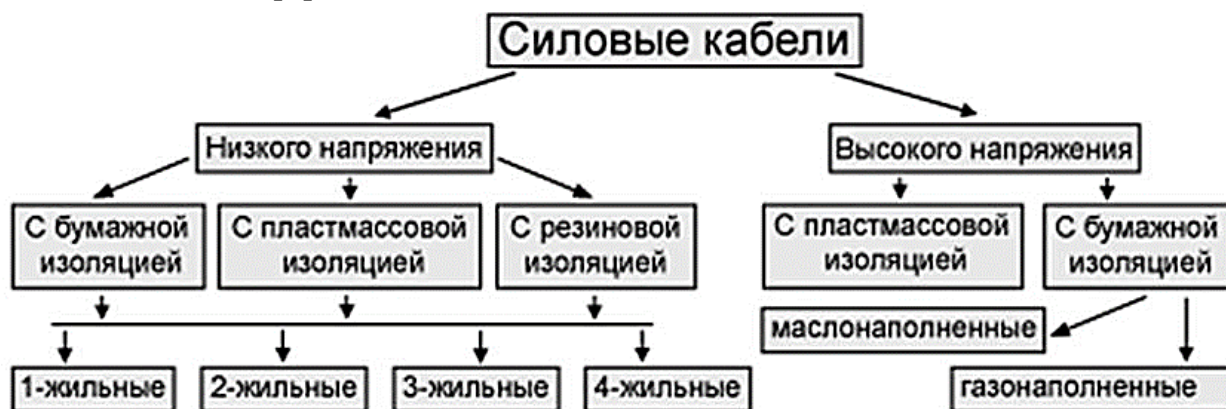 Силовые кабели
Низкого напряжения
Высокого напряжения
С бумажной
изоляцией
С пластмассовой
изоляцией
С резиновой
изоляцией
С пластмассовой
изоляцией
С бумажной
изоляцией
маслонаполненные
1-жильные
2-жильные
3-жильные
4-жильные
газонаполненные